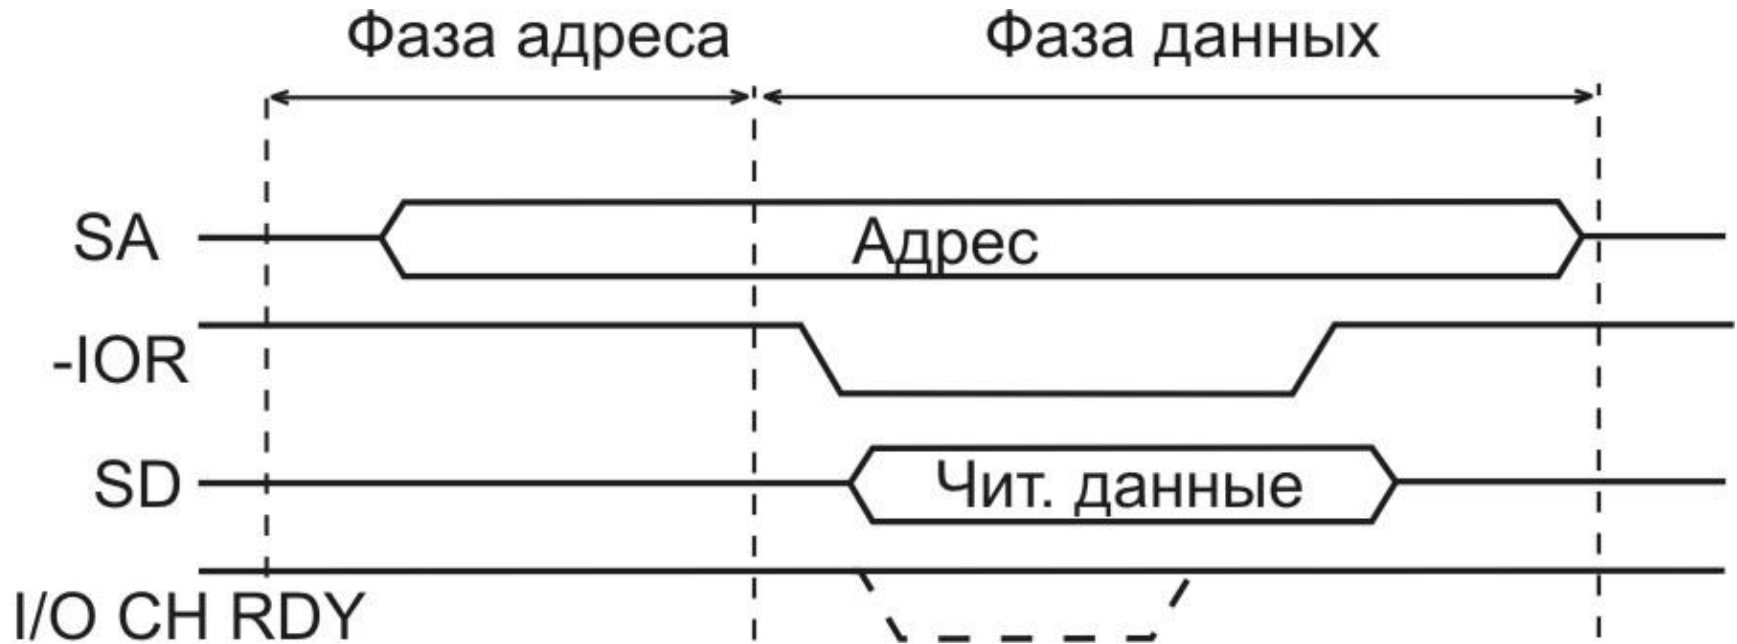 Фаза адреса Фаза данных
SA Адрес
-IOR
SD Чит. данные
I/O CH RDY